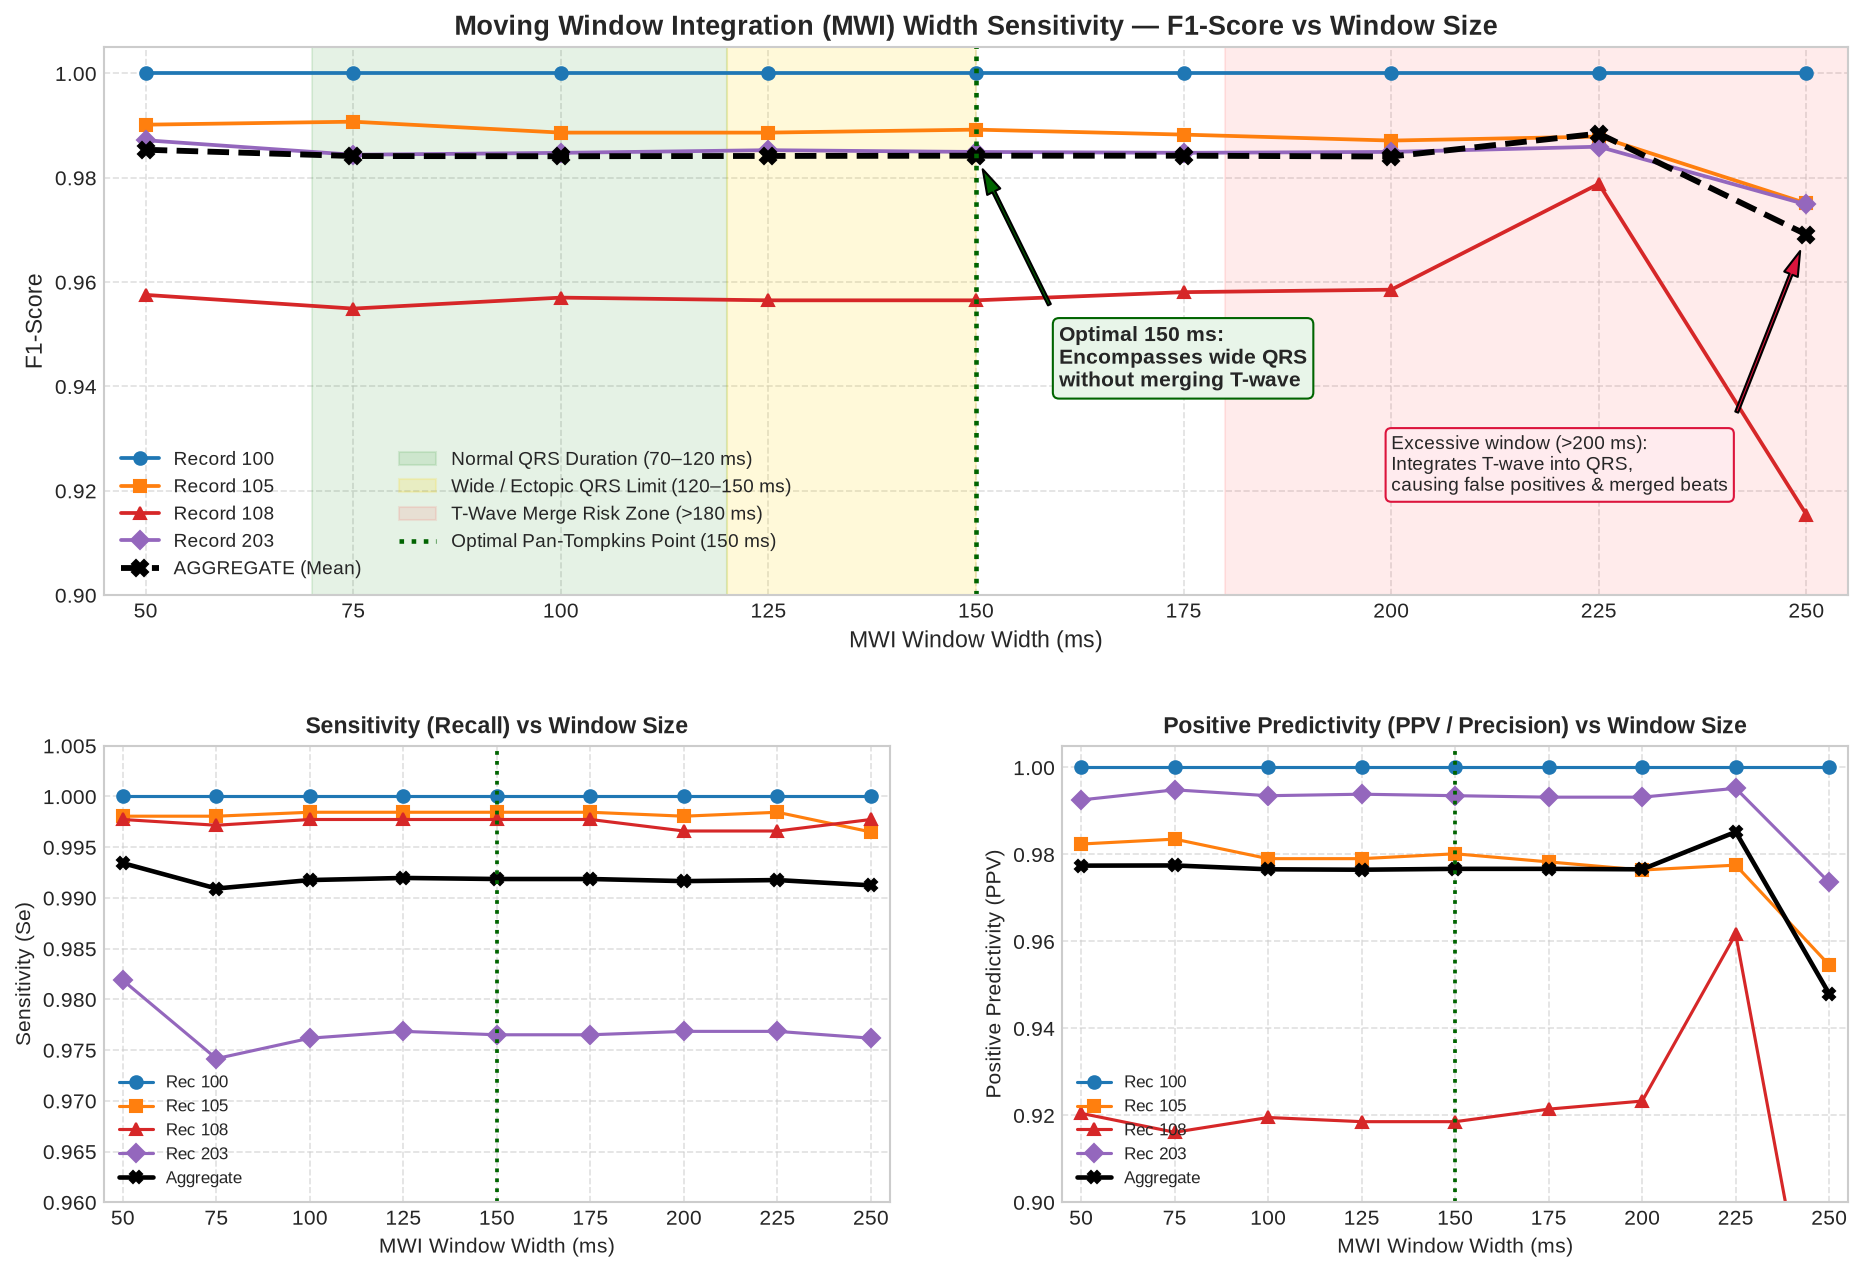 Moving Window Integration (MWI) Width Sensitivity — F1-Score vs Window Size
F1-Score
1.00
0.98
0.96
0.94
0.92
0.90
Optimal 150 ms:
Encompasses wide QRS
without merging T-wave
Excessive window (>200 ms):
Integrates T-wave into QRS,
causing false positives & merged beats
Record 100
Record 105
Record 108
Record 203
AGGREGATE (Mean)
Normal QRS Duration (70–120 ms)
Wide / Ectopic QRS Limit (120–150 ms)
T-Wave Merge Risk Zone (>180 ms)
Optimal Pan-Tompkins Point (150 ms)
50 75 100 125 150 175 200 225 250
MWI Window Width (ms)
Sensitivity (Recall) vs Window Size
Sensitivity (Se)
1.005
1.000
0.995
0.990
0.985
0.980
0.975
0.970
0.965
0.960
Rec 100
Rec 105
Rec 108
Rec 203
Aggregate
50 75 100 125 150 175 200 225 250
MWI Window Width (ms)
Positive Predictivity (PPV / Precision) vs Window Size
Positive Predictivity (PPV)
1.00
0.98
0.96
0.94
0.92
0.90
Rec 100
Rec 105
Rec 108
Rec 203
Aggregate
50 75 100 125 150 175 200 225 250
MWI Window Width (ms)